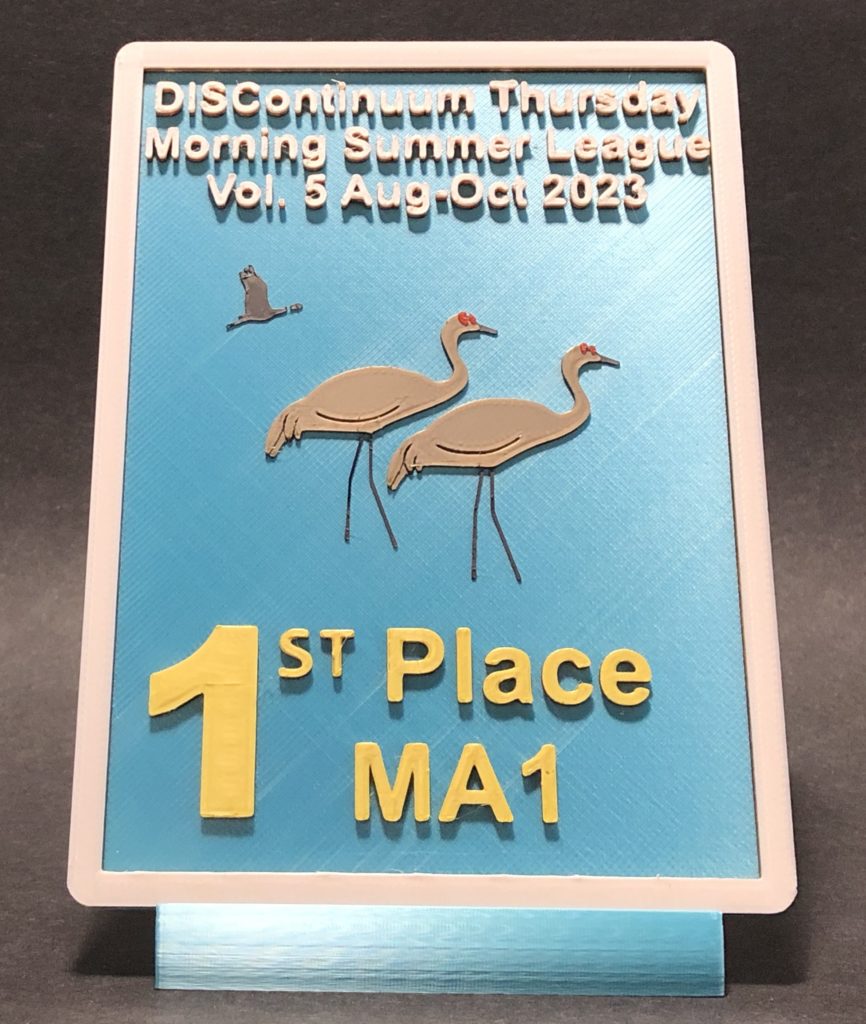 DISContinuum Thursday
Morning Summer League
Vol. 5 Aug-Oct 2023
1ST Place
MA1